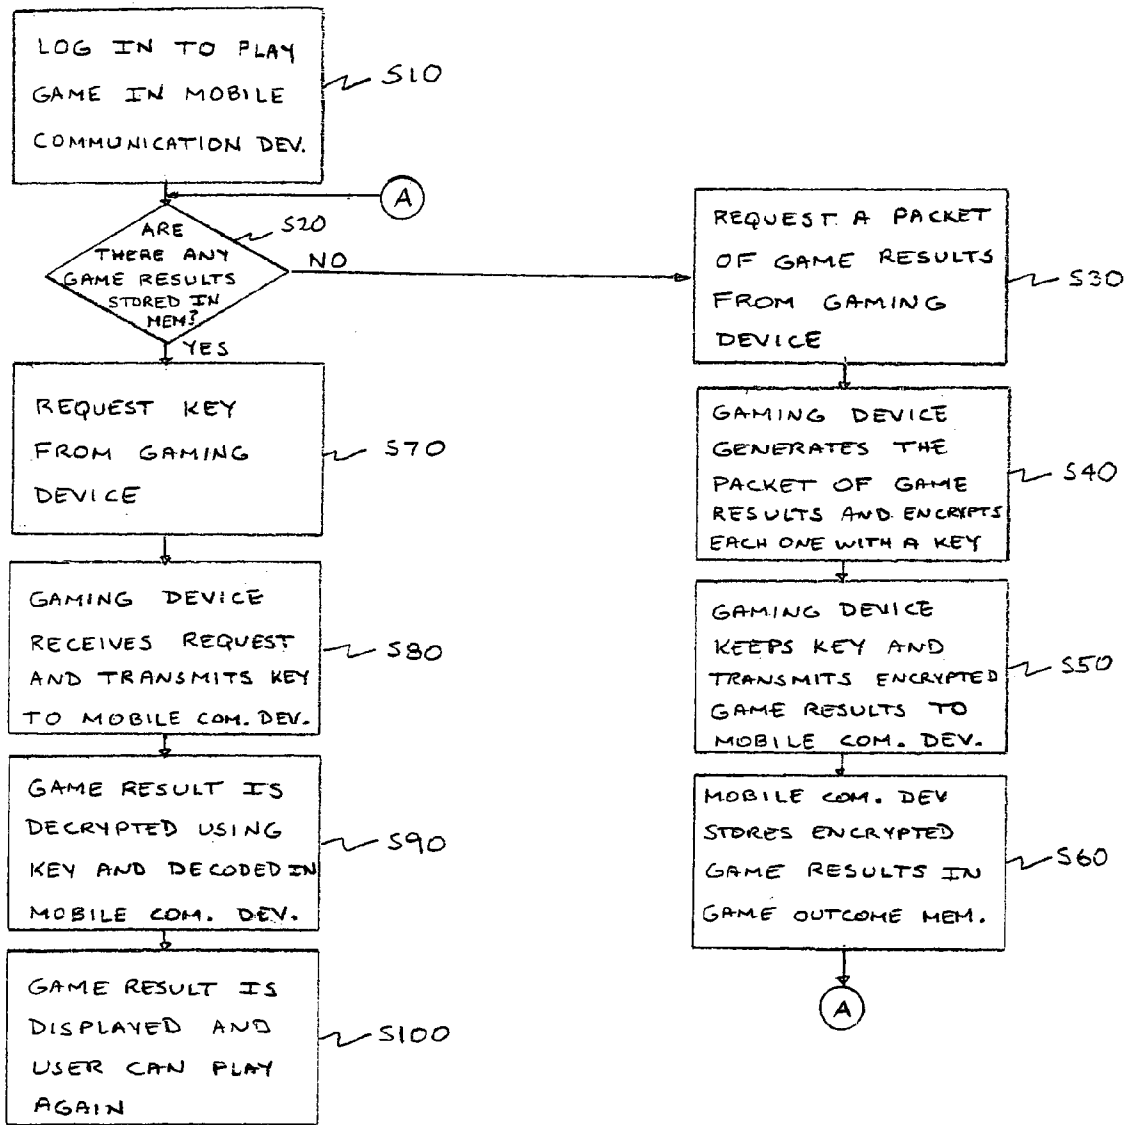 LOG IN TO PLAY
GAME IN MOBILE
COMMUNICATION DEV.
S10
A
ARE
THERE ANY
GAME RESULTS
STORED IN
MEM?
S20
NO
YES
REQUEST KEY
FROM GAMING
DEVICE
S70
GAMING DEVICE
RECEIVES REQUEST
AND TRANSMITS KEY
TO MOBILE COM. DEV.
S80
GAME RESULT IS
DECRYPTED USING
KEY AND DECODED IN
MOBILE COM. DEV.
S90
GAME RESULT IS
DISPLAYED AND
USER CAN PLAY
AGAIN
S100
REQUEST A PACKET
OF GAME RESULTS
FROM GAMING
DEVICE
S30
GAMING DEVICE
GENERATES THE
PACKET OF GAME
RESULTS AND ENCRYPTS
EACH ONE WITH A KEY
S40
GAMING DEVICE
KEEPS KEY AND
TRANSMITS ENCRYPTED
GAME RESULTS TO
MOBILE COM. DEV.
S50
MOBILE COM. DEV
STORES ENCRYPTED
GAME RESULTS IN
GAME OUTCOME MEM.
S60
A